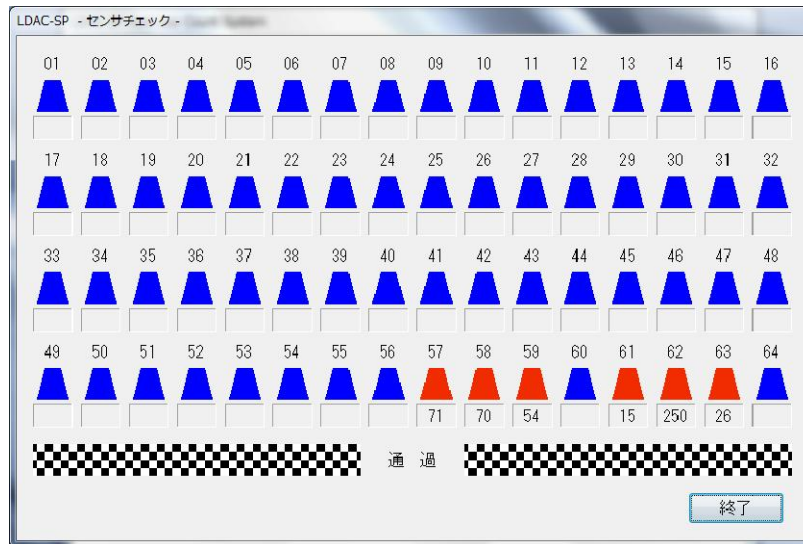 LDAC-SP - センサチェック - Count System
01 02 03 04 05 06 07 08 09 10 11 12 13 14 15 16
17 18 19 20 21 22 23 24 25 26 27 28 29 30 31 32
33 34 35 36 37 38 39 40 41 42 43 44 45 46 47 48
49 50 51 52 53 54 55 56 57 58 59 60 61 62 63 64
71 70 54 15 250 26
通 過
終了